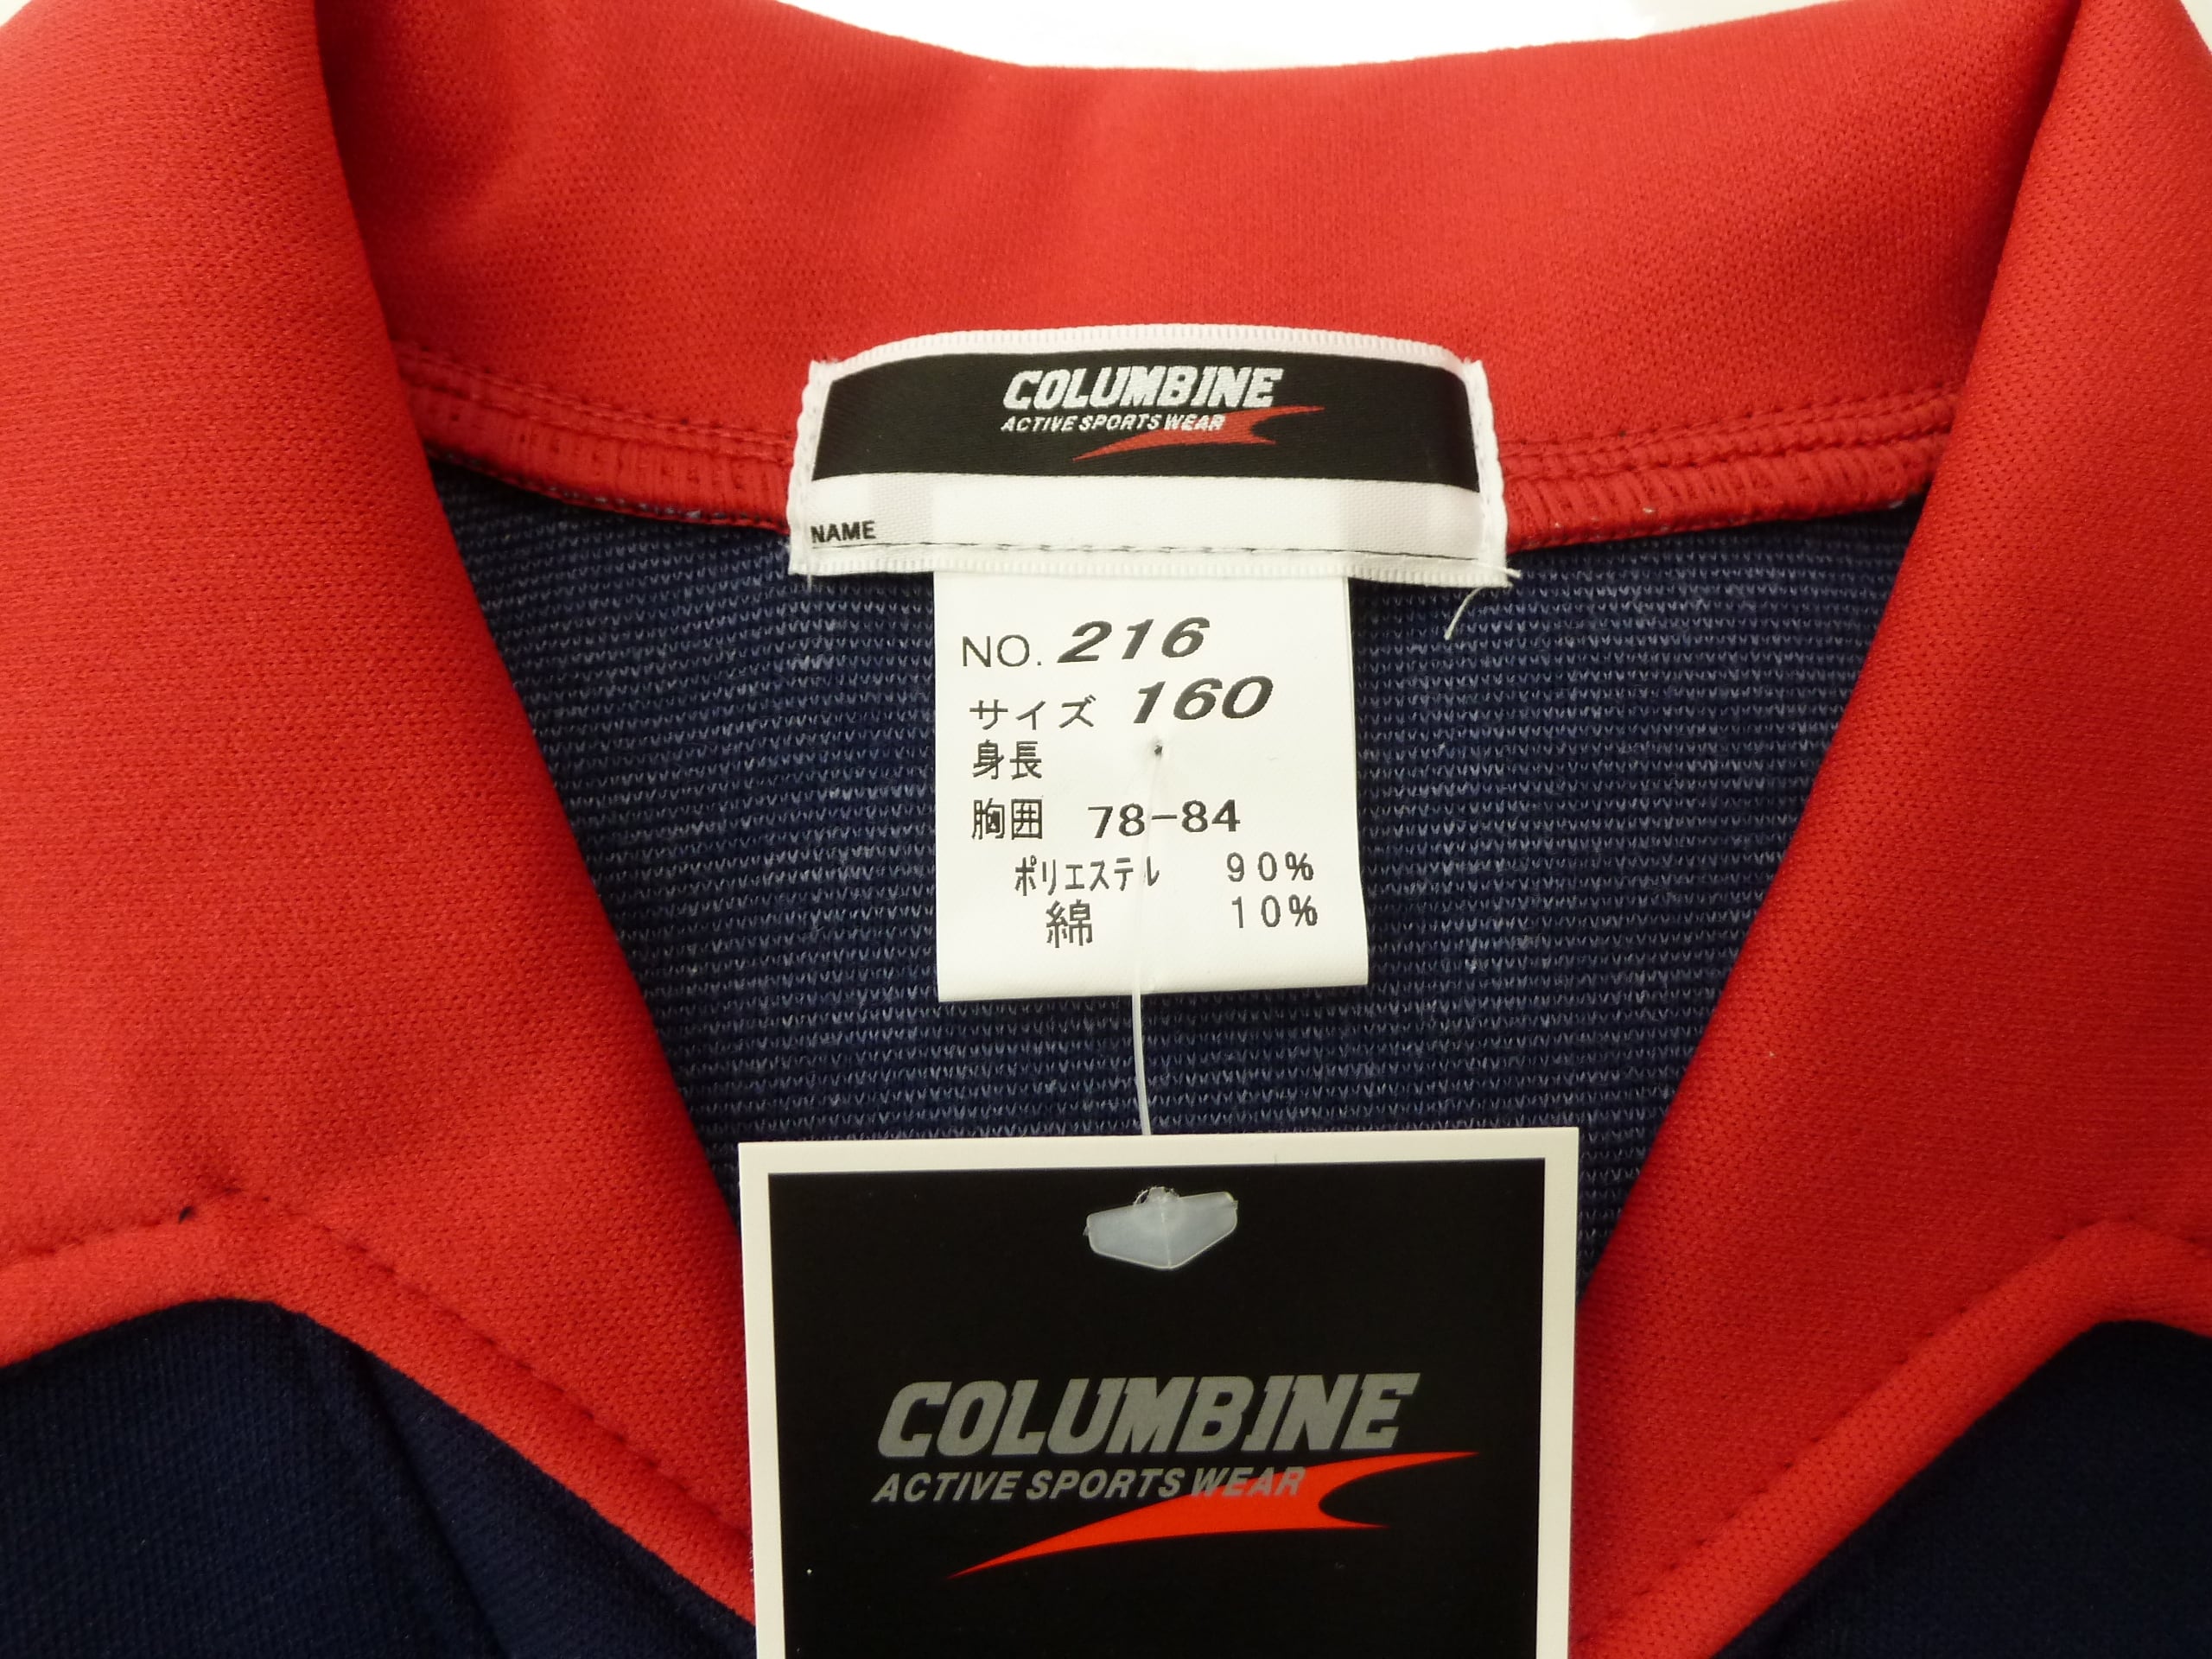 COLUMBINE
ACTIVE SPORTS WEAR
NAME
NO. 216
サイズ 160
身長
胸囲 78-84
ポリエステル 90%
綿 10%
COLUMBINE
ACTIVE SPORTS WEAR